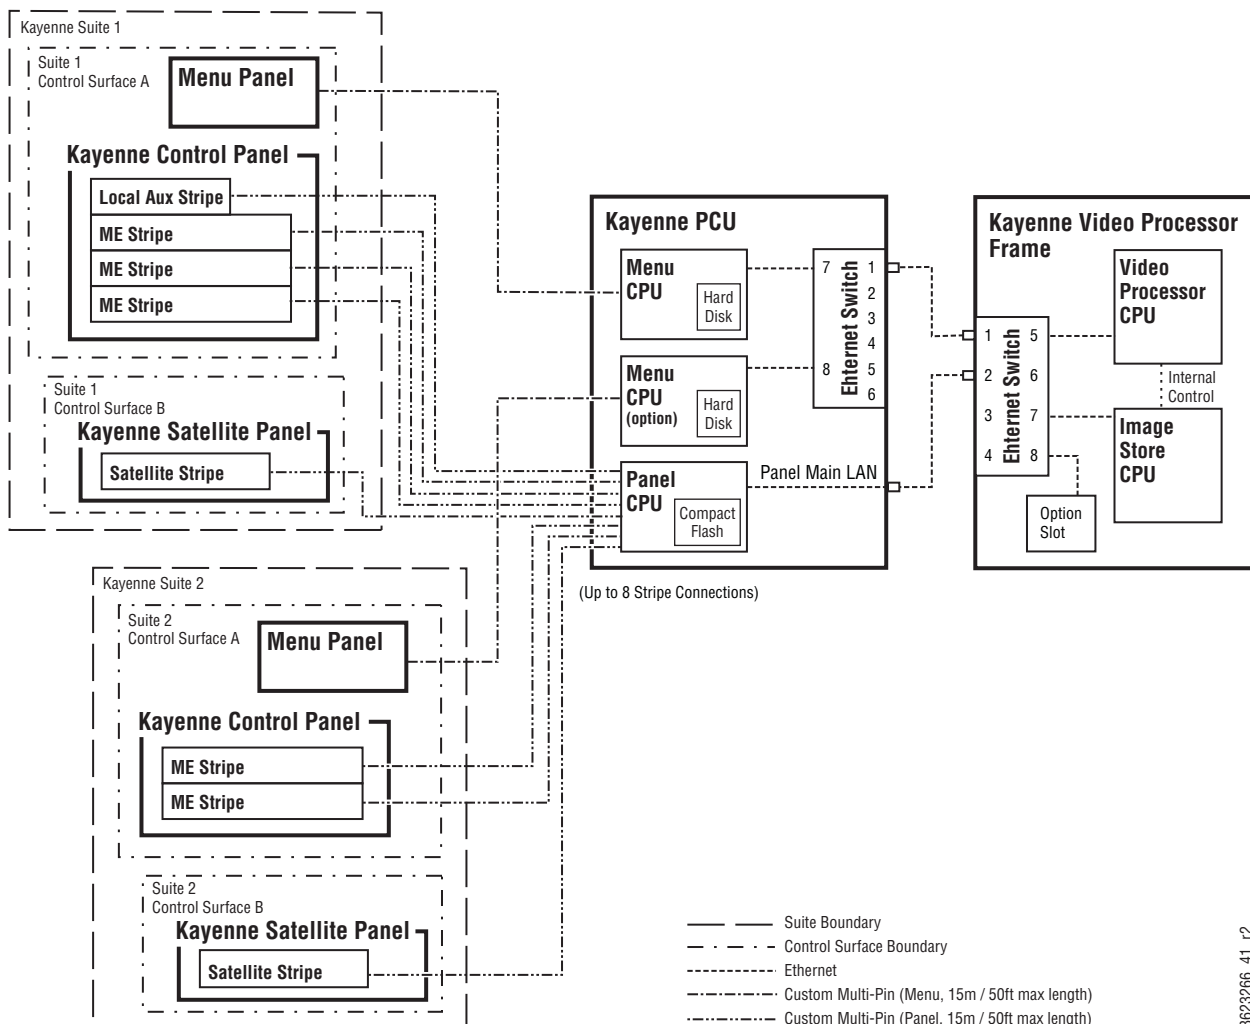 Kayenne Suite 1
Suite 1
Control Surface A
Menu Panel
Kayenne Control Panel
Local Aux Stripe
ME Stripe
ME Stripe
ME Stripe
Suite 1
Control Surface B
Kayenne Satellite Panel
Satellite Stripe
Kayenne Suite 2
Suite 2
Control Surface A
Menu Panel
Kayenne Control Panel
ME Stripe
ME Stripe
Suite 2
Control Surface B
Kayenne Satellite Panel
Satellite Stripe
Kayenne PCU
Menu
CPU
Hard
Disk
Menu
CPU
(option)
Hard
Disk
Panel
CPU
Compact
Flash
7
8
Ehternet Switch
1
2
3
4
5
6
Panel Main LAN
(Up to 8 Stripe Connections)
Kayenne Video Processor
Frame
1
2
3
4
Ehternet Switch
5
6
7
8
Video
Processor
CPU
Internal
Control
Image
Store
CPU
Option
Slot
Suite Boundary
Control Surface Boundary
Ethernet
Custom Multi-Pin (Menu, 15m / 50ft max length)
Custom Multi-Pin (Panel, 15m / 50ft max length)
8623266_41_r2